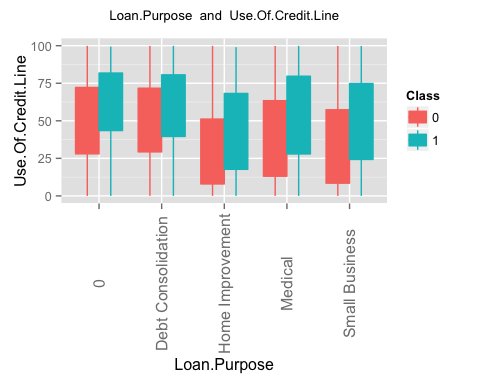 Loan.Purpose and Use.Of.Credit.Line
Use.Of.Credit.Line
100
75
50
25
0
0
Debt Consolidation
Home Improvement
Medical
Small Business
Loan.Purpose
Class
0
1